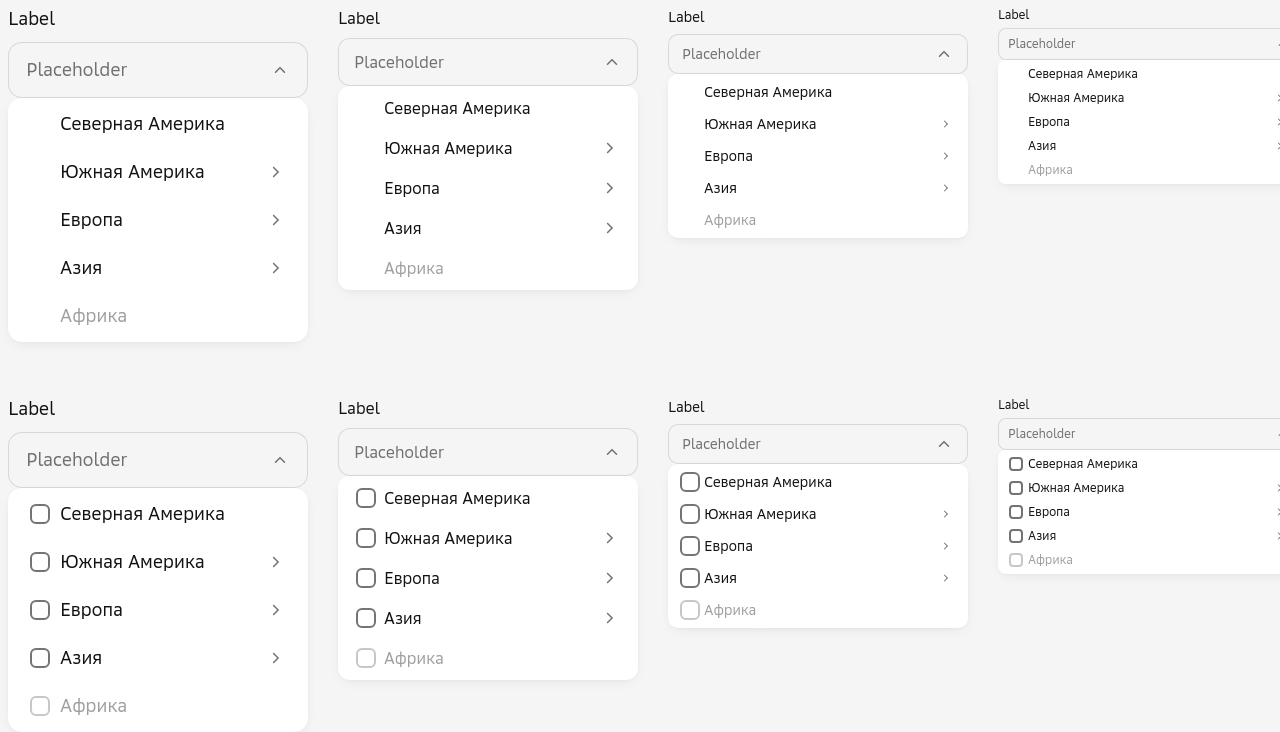 Label
Placeholder
Северная Америка
Южная Америка
Европа
Азия
Африка
Label
Placeholder
Северная Америка
Южная Америка
Европа
Азия
Африка
Label
Placeholder
Северная Америка
Южная Америка
Европа
Азия
Африка
Label
Placeholder
Северная Америка
Южная Америка
Европа
Азия
Африка
Label
Placeholder
Северная Америка
Южная Америка
Европа
Азия
Африка
Label
Placeholder
Северная Америка
Южная Америка
Европа
Азия
Африка
Label
Placeholder
Северная Америка
Южная Америка
Европа
Азия
Африка
Label
Placeholder
Северная Америка
Южная Америка
Европа
Азия
Африка